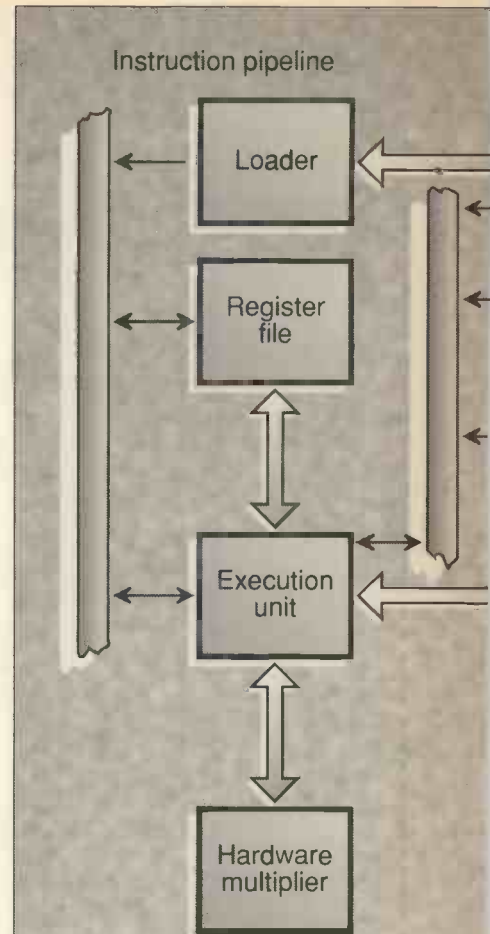 Instruction pipeline
Loader
Register
file
Execution
unit
Hardware
multiplier